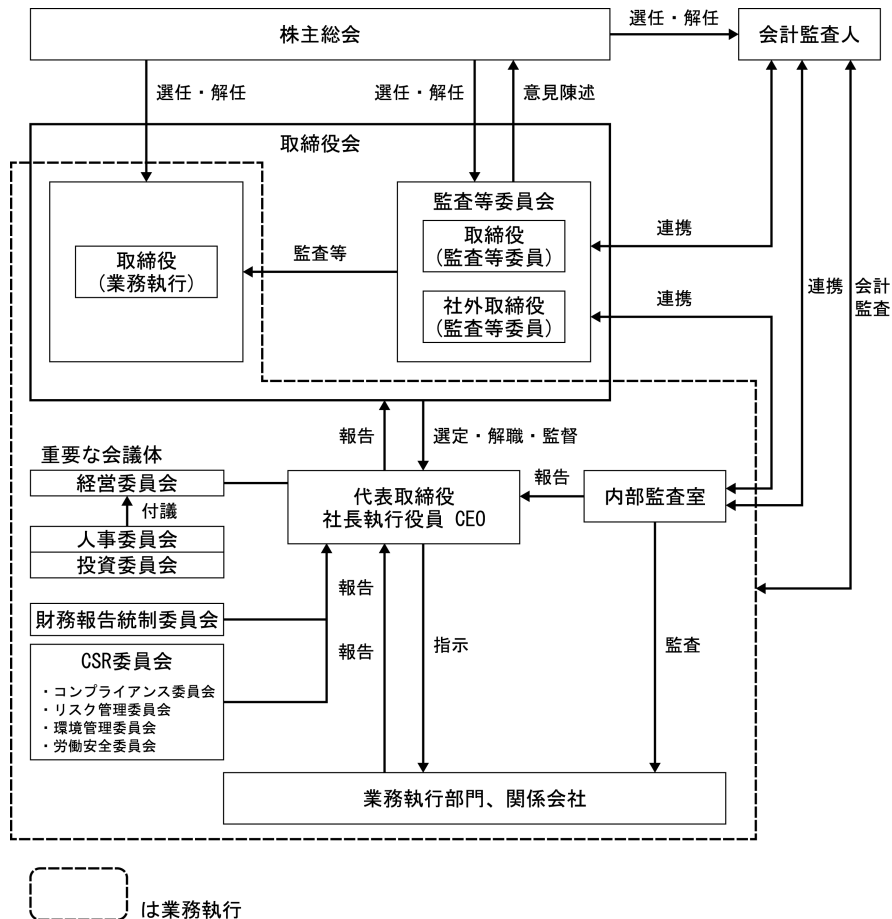 株主総会
選任・解任
会計監査人
選任・解任
選任・解任
意見陳述
取締役会
監査等委員会
取締役
(監査等委員)
社外取締役
(監査等委員)
取締役
(業務執行)
監査等
連携
連携
連携
会計
監査
報告
選定・解職・監督
重要な会議体
経営委員会
付議
人事委員会
投資委員会
代表取締役
社長執行役員 CEO
報告
内部監査室
財務報告統制委員会
報告
報告
指示
監査
CSR委員会
・コンプライアンス委員会
・リスク管理委員会
・環境管理委員会
・労働安全委員会
業務執行部門、関係会社
は業務執行